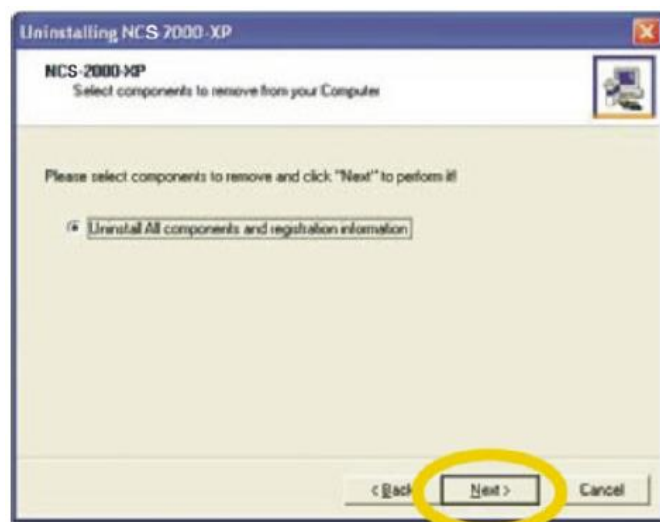 Uninstalling NCS 2000-XP
NCS-2000-XP
Select components to remove from your Computer
Please select components to remove and click "Next" to perform it!
Uninstall All components and registration information
< Back
Next >
Cancel